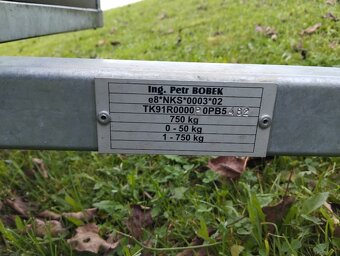 Ing. Petr BOBEK
e8*NKS*0003*02
750 kg
0 - 50 kg
1 - 750 kg